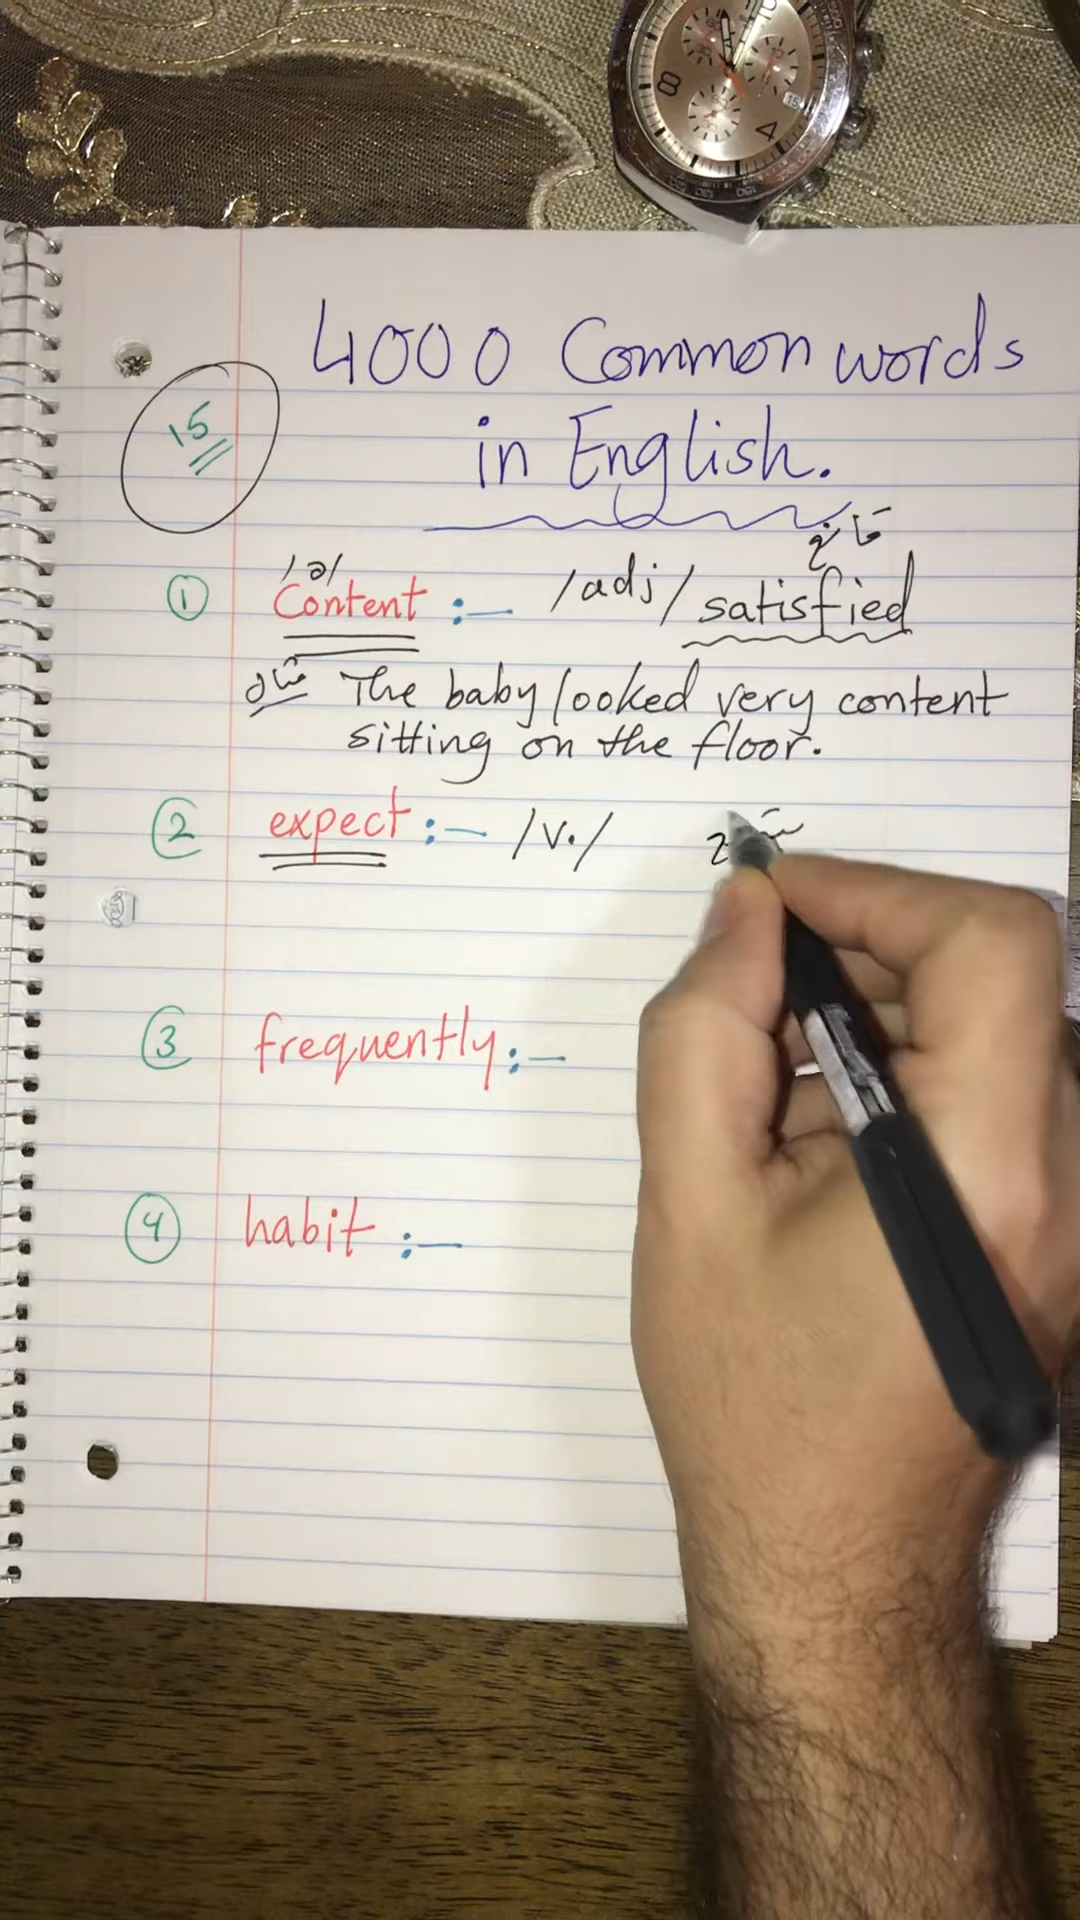 4000 Common words
in English.
15
قانع
/ə/
① Content :— /adj/ satisfied
مثال The baby looked very content
sitting on the floor.
② expect :— /v./
③ frequently :—
④ habit :—